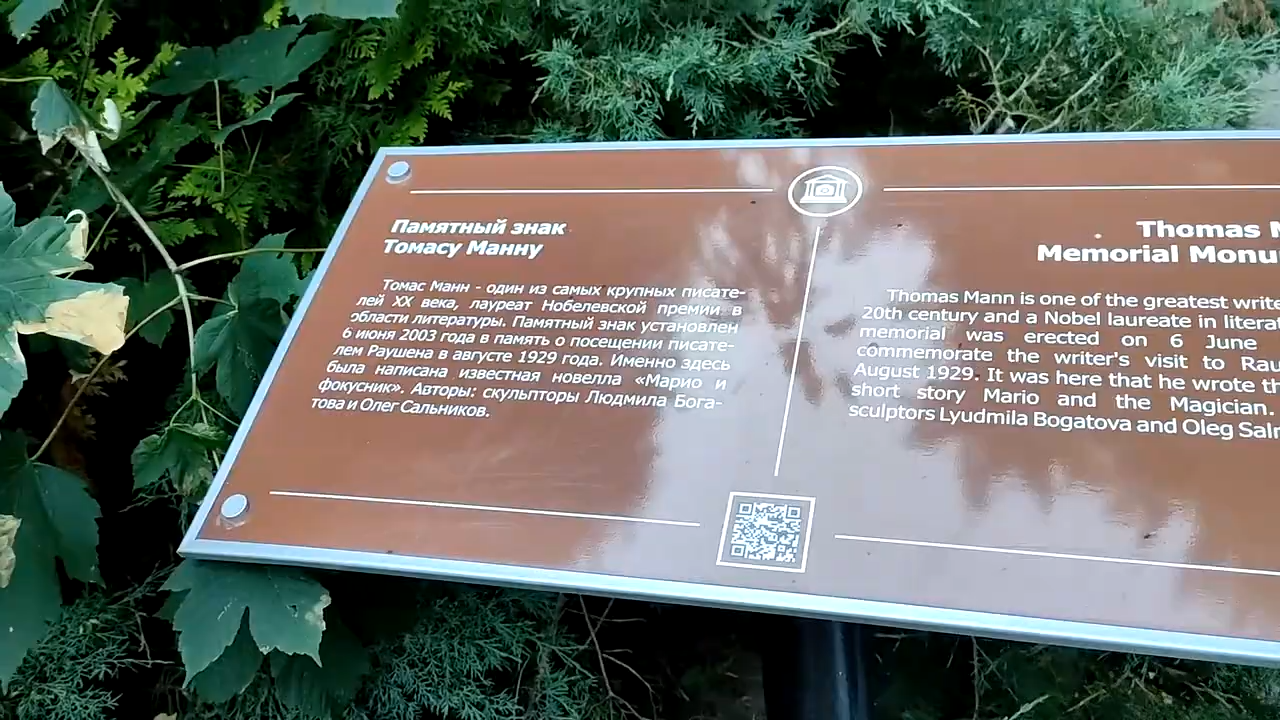 Памятный знак
Томасу Манну
Томас Манн - один из самых крупных писате-
лей XX века, лауреат Нобелевской премии в
области литературы. Памятный знак установлен
6 июня 2003 года в память о посещении писате-
лем Раушена в августе 1929 года. Именно здесь
была написана известная новелла «Марио и
фокусник». Авторы: скульпторы Людмила Бога-
това и Олег Сальников.
Thomas
Memorial
Thomas Mann is one of the greatest
20th century and a Nobel laureate in
memorial was erected on 6 June
commemorate the writer's visit to
August 1929. It was here that he wrote
short story Mario and the Magician.
sculptors Lyudmila Bogatova and Oleg